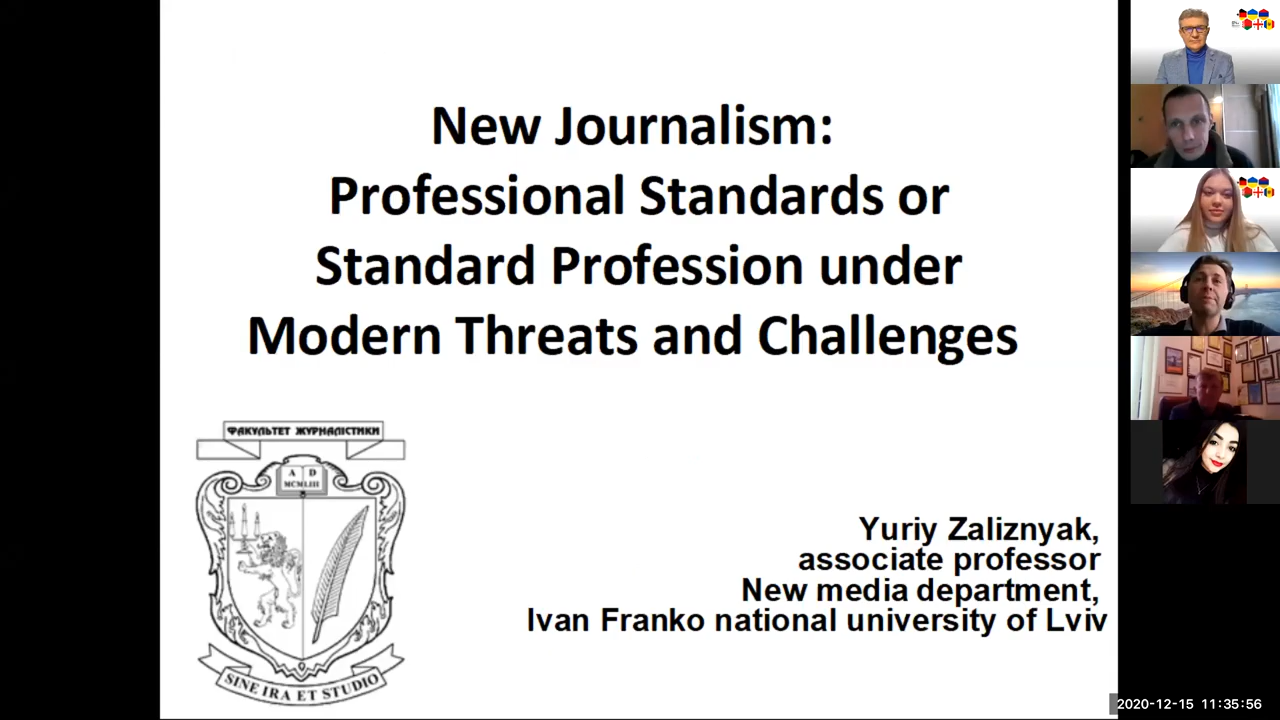 New Journalism:
Professional Standards or
Standard Profession under
Modern Threats and Challenges
ФАКУЛЬТЕТ ЖУРНАЛІСТИКИ
A D
MCMLIII
SINE IRA ET STUDIO
Yuriy Zaliznyak,
associate professor
New media department,
Ivan Franko national university of Lviv
2020-12-15 11:35:56